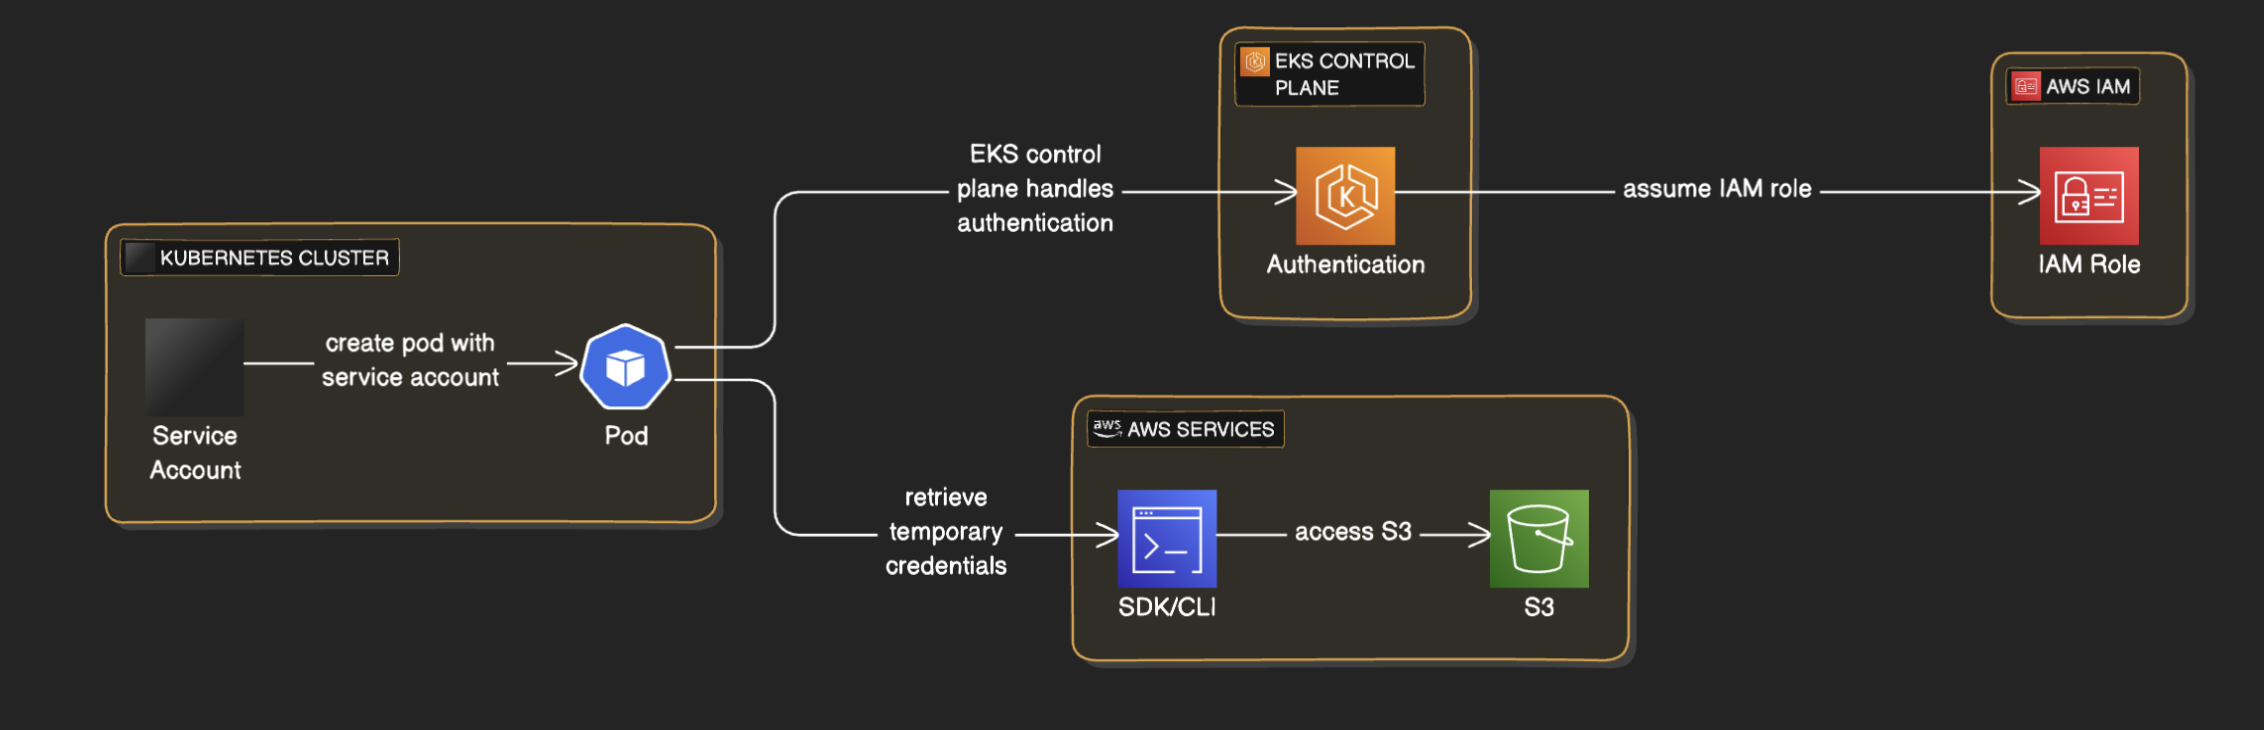 EKS CONTROL
PLANE
AWS IAM
EKS control
plane handles
authentication
assume IAM role
Authentication
IAM Role
KUBERNETES CLUSTER
create pod with
service account
Service
Account
Pod
aws
AWS SERVICES
retrieve
temporary
credentials
access S3
SDK/CLI
S3